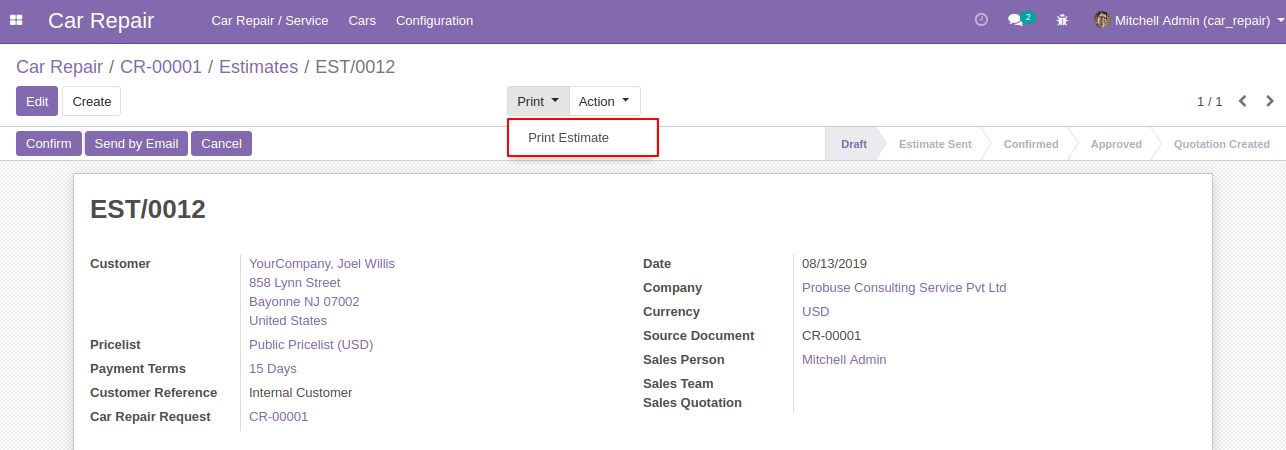 Car Repair Car Repair / Service Cars Configuration 2 Mitchell Admin (car_repair)
Car Repair / CR-00001 / Estimates / EST/0012
Edit Create Print Action 1 / 1
Print Estimate
Confirm Send by Email Cancel Draft Estimate Sent Confirmed Approved Quotation Created
EST/0012
Customer YourCompany, Joel Willis
858 Lynn Street
Bayonne NJ 07002
United States
Pricelist Public Pricelist (USD)
Payment Terms 15 Days
Customer Reference Internal Customer
Car Repair Request CR-00001
Date 08/13/2019
Company Probuse Consulting Service Pvt Ltd
Currency USD
Source Document CR-00001
Sales Person Mitchell Admin
Sales Team
Sales Quotation